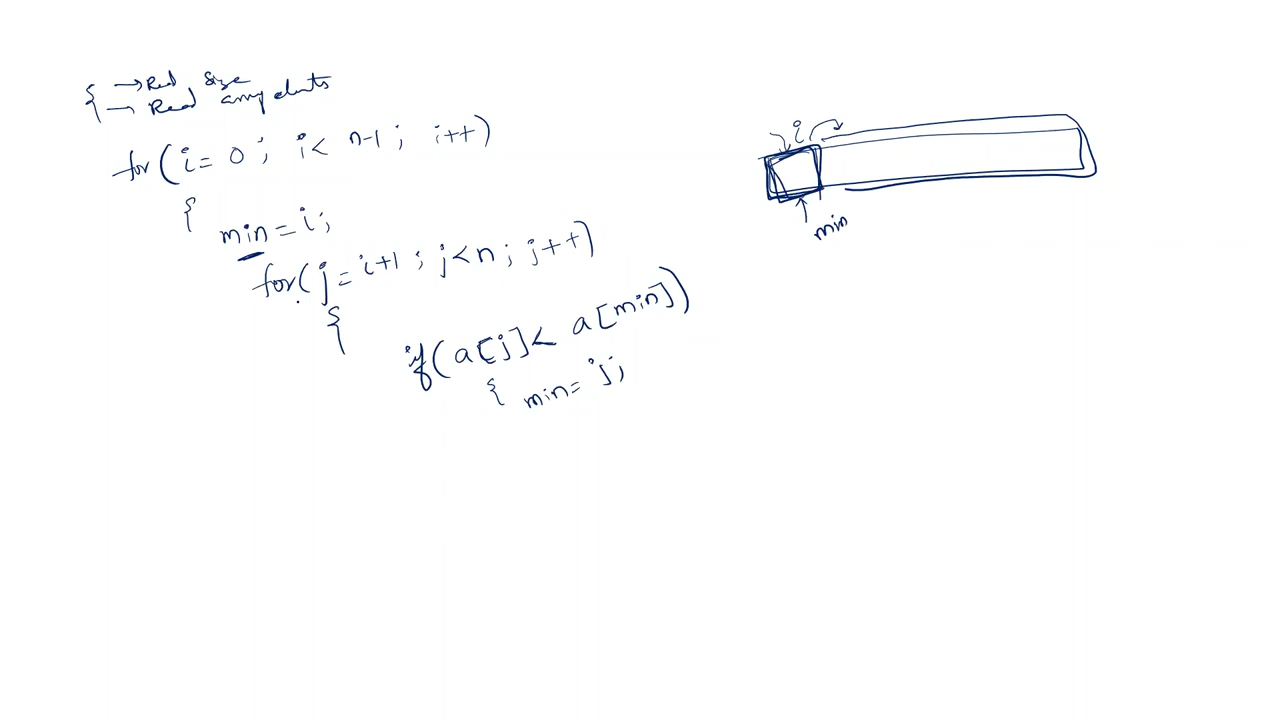 { → Read Size
→ Read array elements
for(i=0; i<n-1; i++)
{
min=i;
for(j=i+1; j<n; j++)
{
if(a[j]<a[min])
{ min=j;
i
min